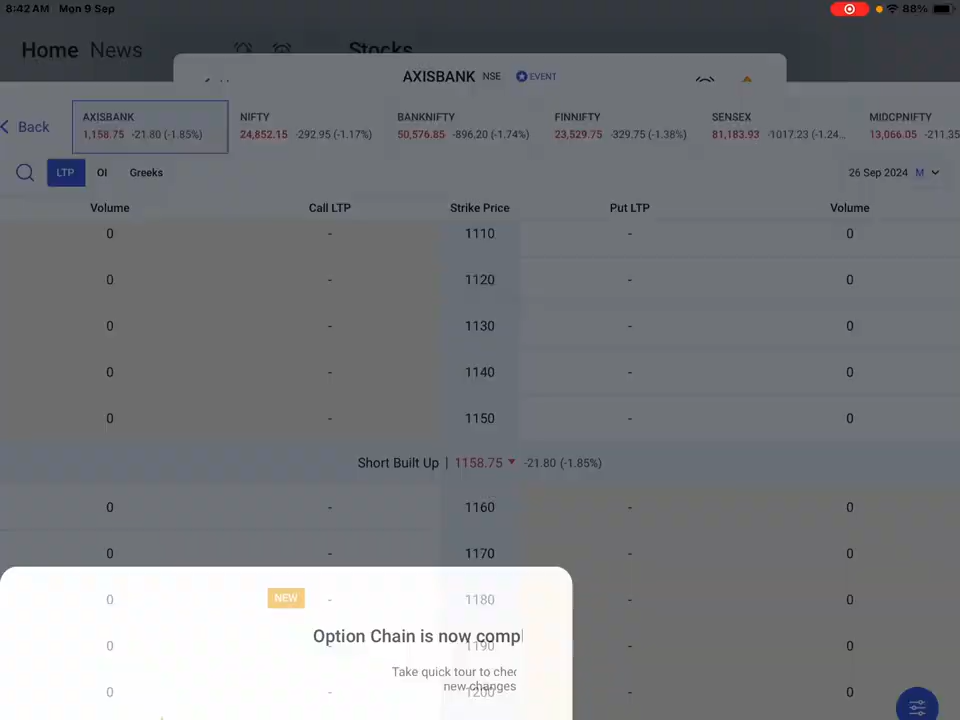 8:42 AM Mon 9 Sep 88%
Home News Stocks
AXISBANK NSE EVENT
Back
AXISBANK NIFTY BANKNIFTY FINNIFTY SENSEX MIDCPNIFTY
1,158.75 -21.80 (-1.85%) 24,852.15 -292.95 (-1.17%) 50,576.85 -896.20 (-1.74%) 23,529.75 -329.75 (-1.38%) 81,183.93 -1017.23 (-1.24... 13,066.05 -211.35
LTP OI Greeks 26 Sep 2024 M
Volume Call LTP Strike Price Put LTP Volume
0 - 1110 - 0
0 - 1120 - 0
0 - 1130 - 0
0 - 1140 - 0
0 - 1150 - 0
Short Built Up | 1158.75 ▼ -21.80 (-1.85%)
0 - 1160 - 0
0 - 1170 - 0
0 - 1180 - 0
NEW
Option Chain is now compl
0 1190 - 0
Take quick tour to chec
new changes
0 1200 - 0